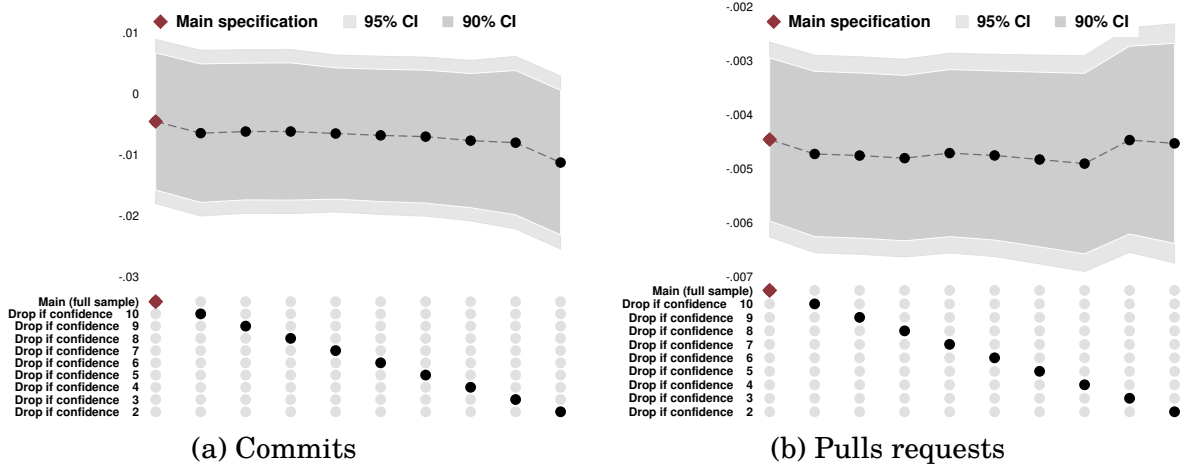 Main specification 95% CI 90% CI
.01
0
-.01
-.02
-.03
Main (full sample)
Drop if confidence 10
Drop if confidence 9
Drop if confidence 8
Drop if confidence 7
Drop if confidence 6
Drop if confidence 5
Drop if confidence 4
Drop if confidence 3
Drop if confidence 2
(a) Commits
-.002
Main specification 95% CI 90% CI
-.003
-.004
-.005
-.006
-.007
Main (full sample)
Drop if confidence 10
Drop if confidence 9
Drop if confidence 8
Drop if confidence 7
Drop if confidence 6
Drop if confidence 5
Drop if confidence 4
Drop if confidence 3
Drop if confidence 2
(b) Pulls requests